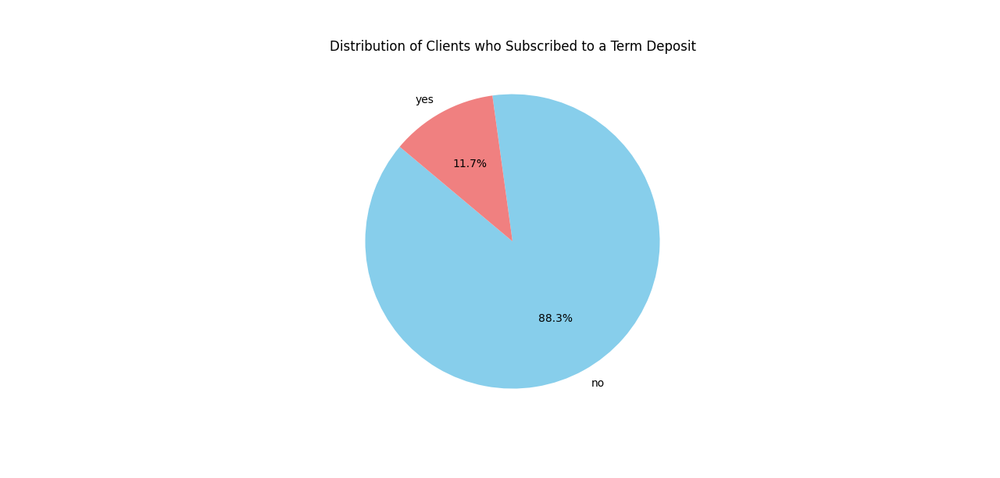 Distribution of Clients who Subscribed to a Term Deposit
yes
11.7%
88.3%
no